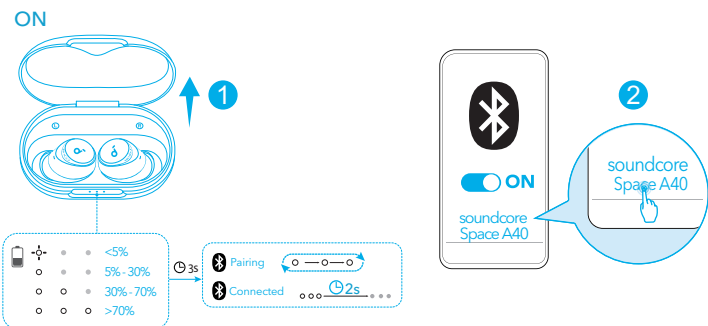 ON
1
<5%
5% - 30%
30% - 70%
>70%
3s
Pairing
Connected
2s
ON
soundcore
Space A40
2
soundcore
Space A40